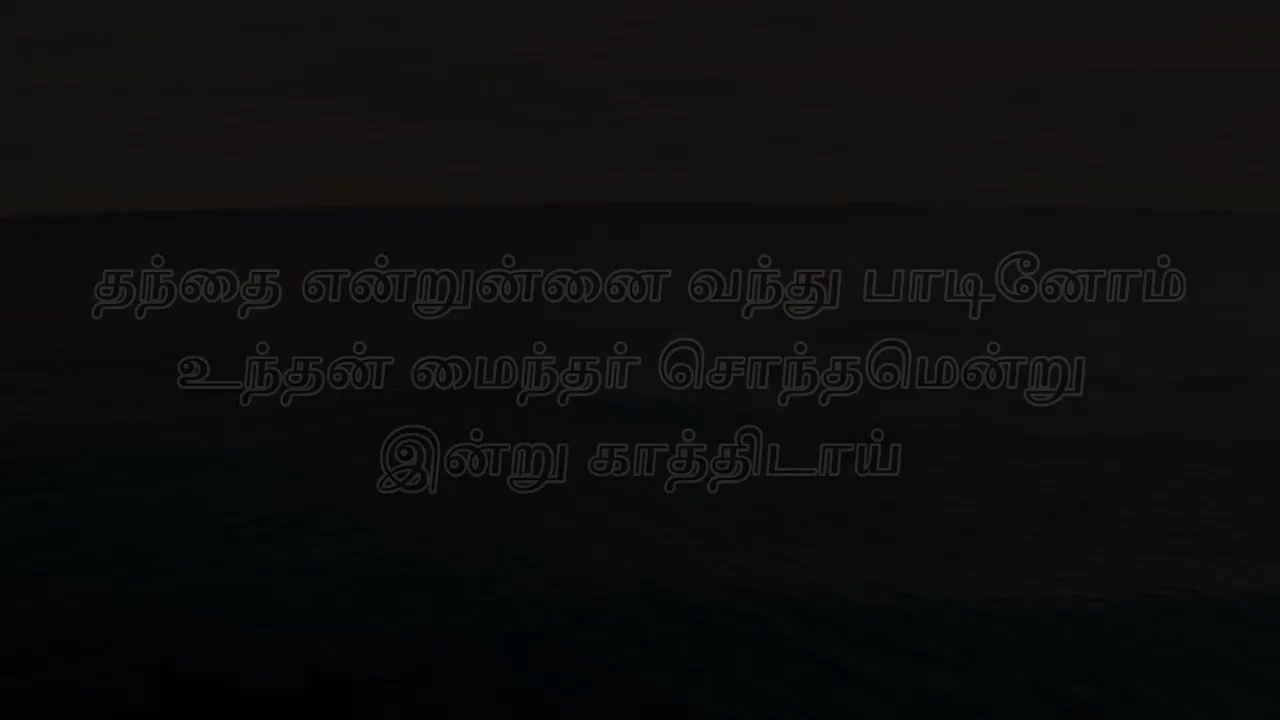 தந்தை என்றுன்னை வந்து பாடினோம்
உந்தன் மைந்தர் சொந்தமென்று
இன்று காத்திடாய்